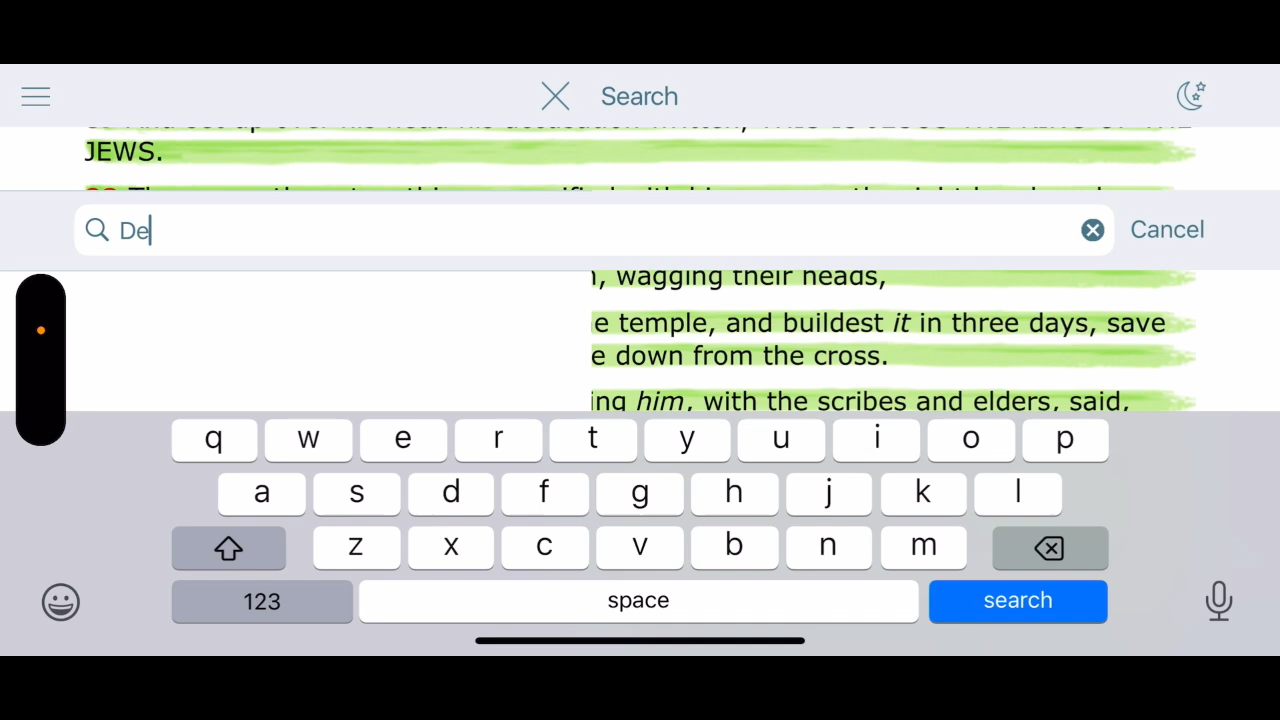 Search
JEWS.
De
Cancel
, wagging their heads,
e temple, and buildest it in three days, save
e down from the cross.
ing him, with the scribes and elders, said,
q w e r t y u i o p
a s d f g h j k l
z x c v b n m
123 space search